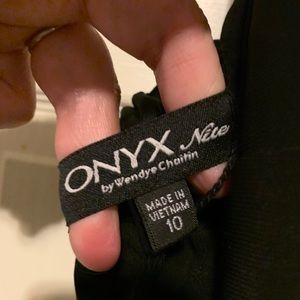 ONYX Nite
by Wendye Chaitin
MADE IN
VIETNAM
10